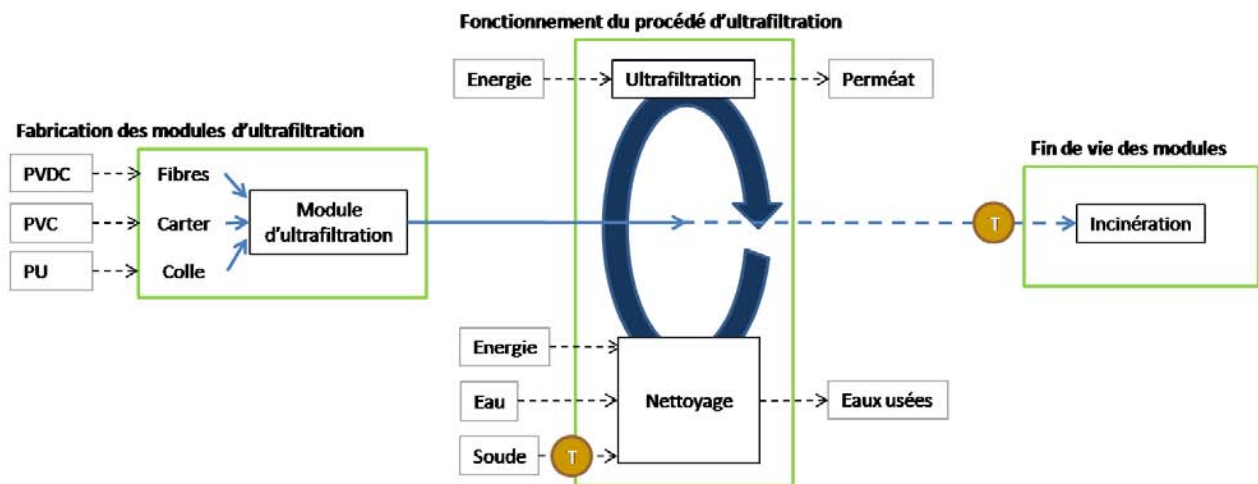 Fonctionnement du procédé d'ultrafiltration
Energie
Ultrafiltration
Perméat
Fabrication des modules d'ultrafiltration
PVDC
Fibres
PVC
Carter
PU
Colle
Module
d'ultrafiltration
Fin de vie des modules
T
Incinération
Energie
Eau
Soude
T
Nettoyage
Eaux usées